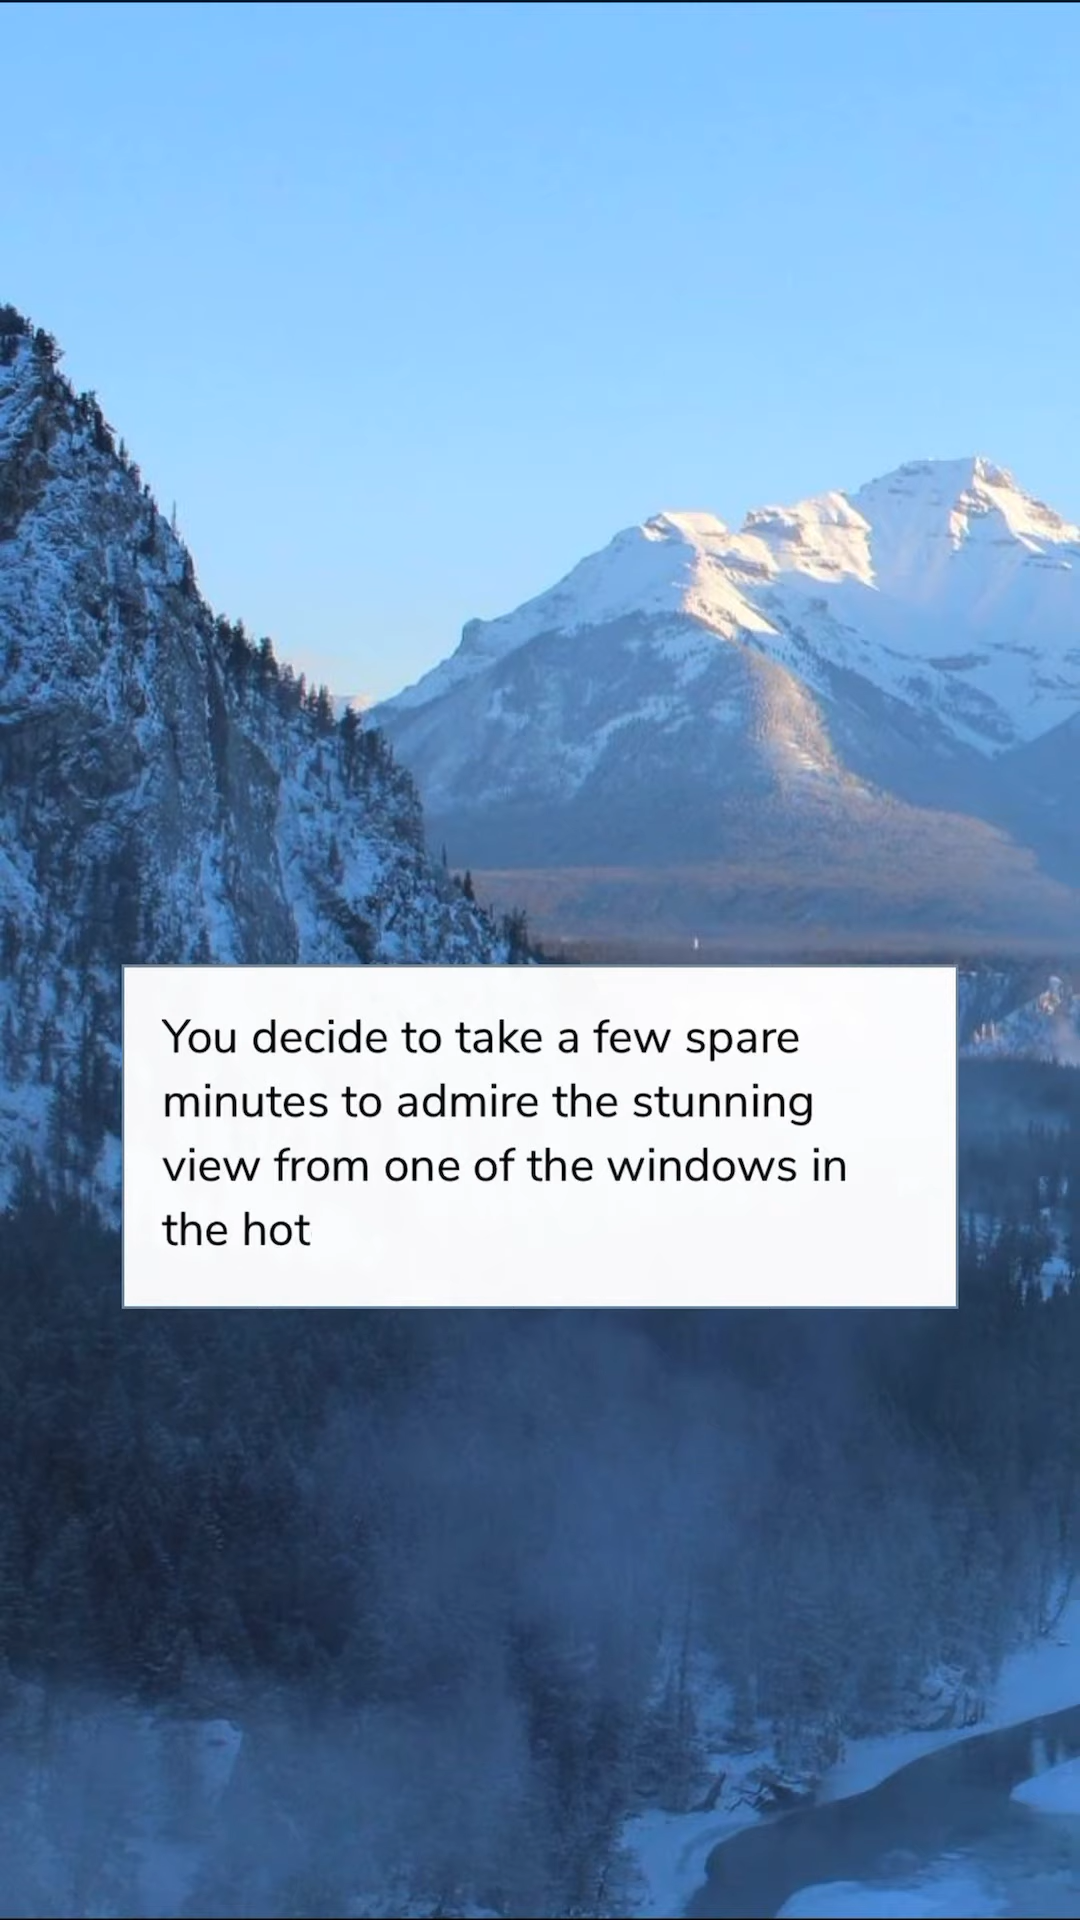 You decide to take a few spare
minutes to admire the stunning
view from one of the windows in
the hot